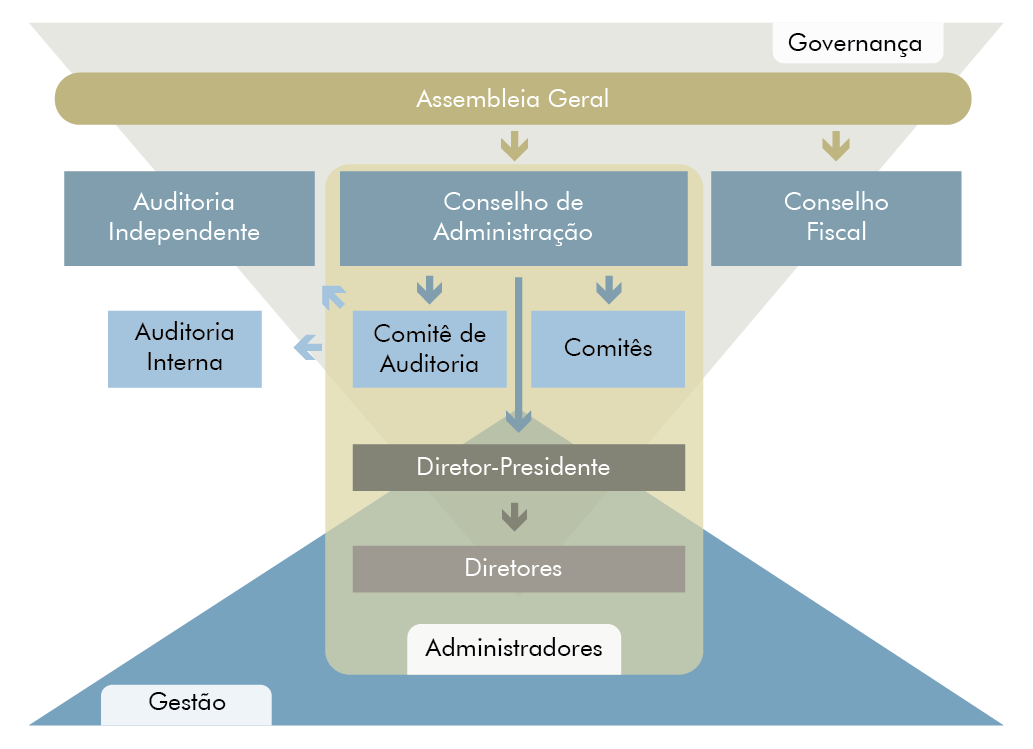 Governança
Assembleia Geral
Auditoria
Independente
Conselho de
Administração
Conselho
Fiscal
Auditoria
Interna
Comitê de
Auditoria
Comitês
Diretor-Presidente
Diretores
Administradores
Gestão